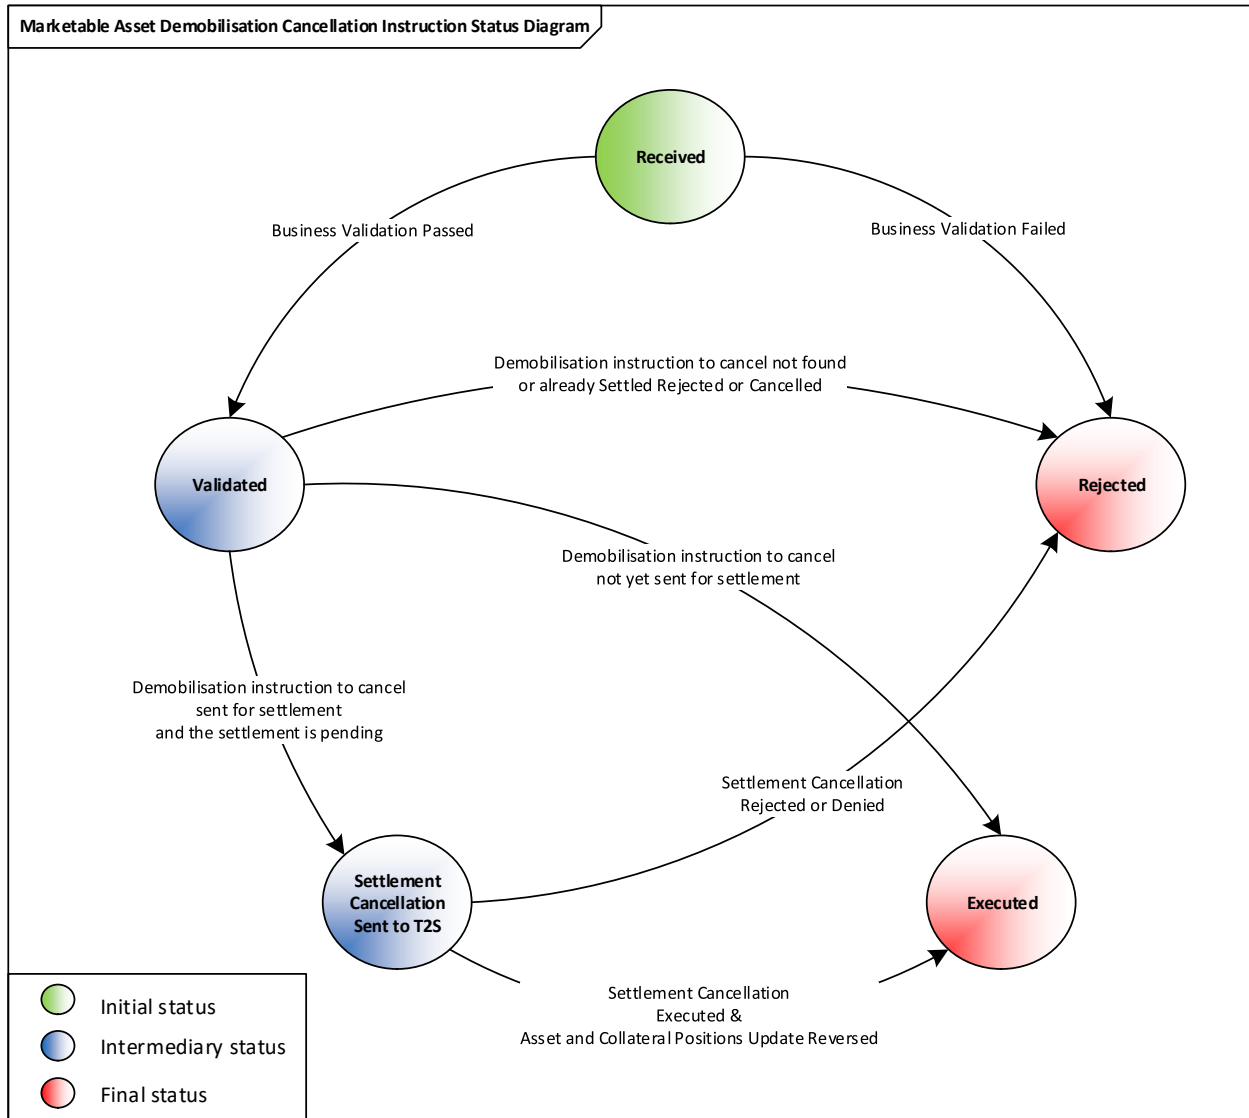 Marketable Asset Demobilisation Cancellation Instruction Status Diagram
Received
Business Validation Passed
Business Validation Failed
Demobilisation instruction to cancel not found
or already Settled Rejected or Cancelled
Validated
Rejected
Demobilisation instruction to cancel
not yet sent for settlement
Demobilisation instruction to cancel
sent for settlement
and the settlement is pending
Settlement Cancellation
Rejected or Denied
Settlement
Cancellation
Sent to T2S
Executed
Settlement Cancellation
Executed &
Asset and Collateral Positions Update Reversed
Initial status
Intermediary status
Final status